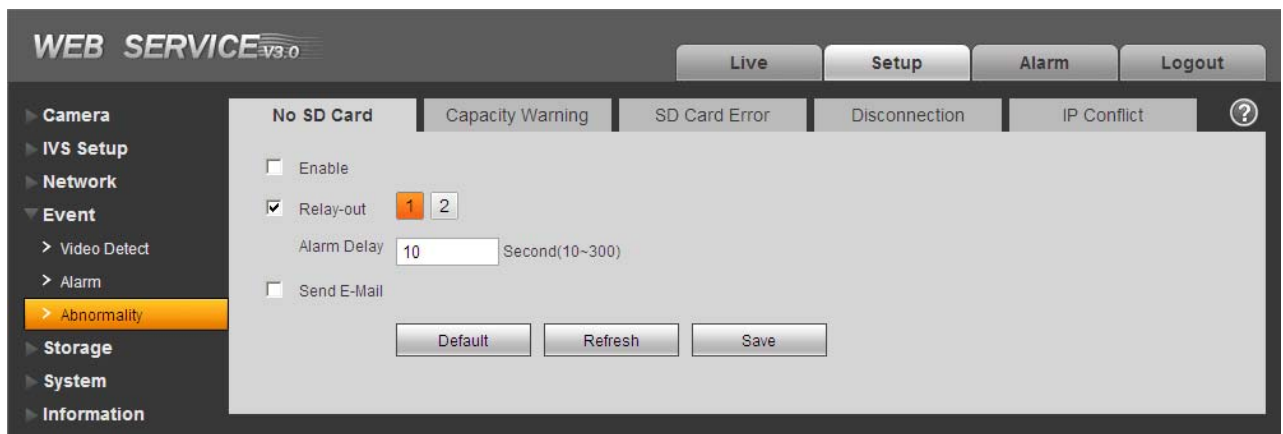 WEB SERVICE V3.0
Live Setup Alarm Logout
Camera
IVS Setup
Network
Event
Video Detect
Alarm
Abnormality
Storage
System
Information
No SD Card Capacity Warning SD Card Error Disconnection IP Conflict ?
Enable
Relay-out 1 2
Alarm Delay 10 Second(10~300)
Send E-Mail
Default Refresh Save